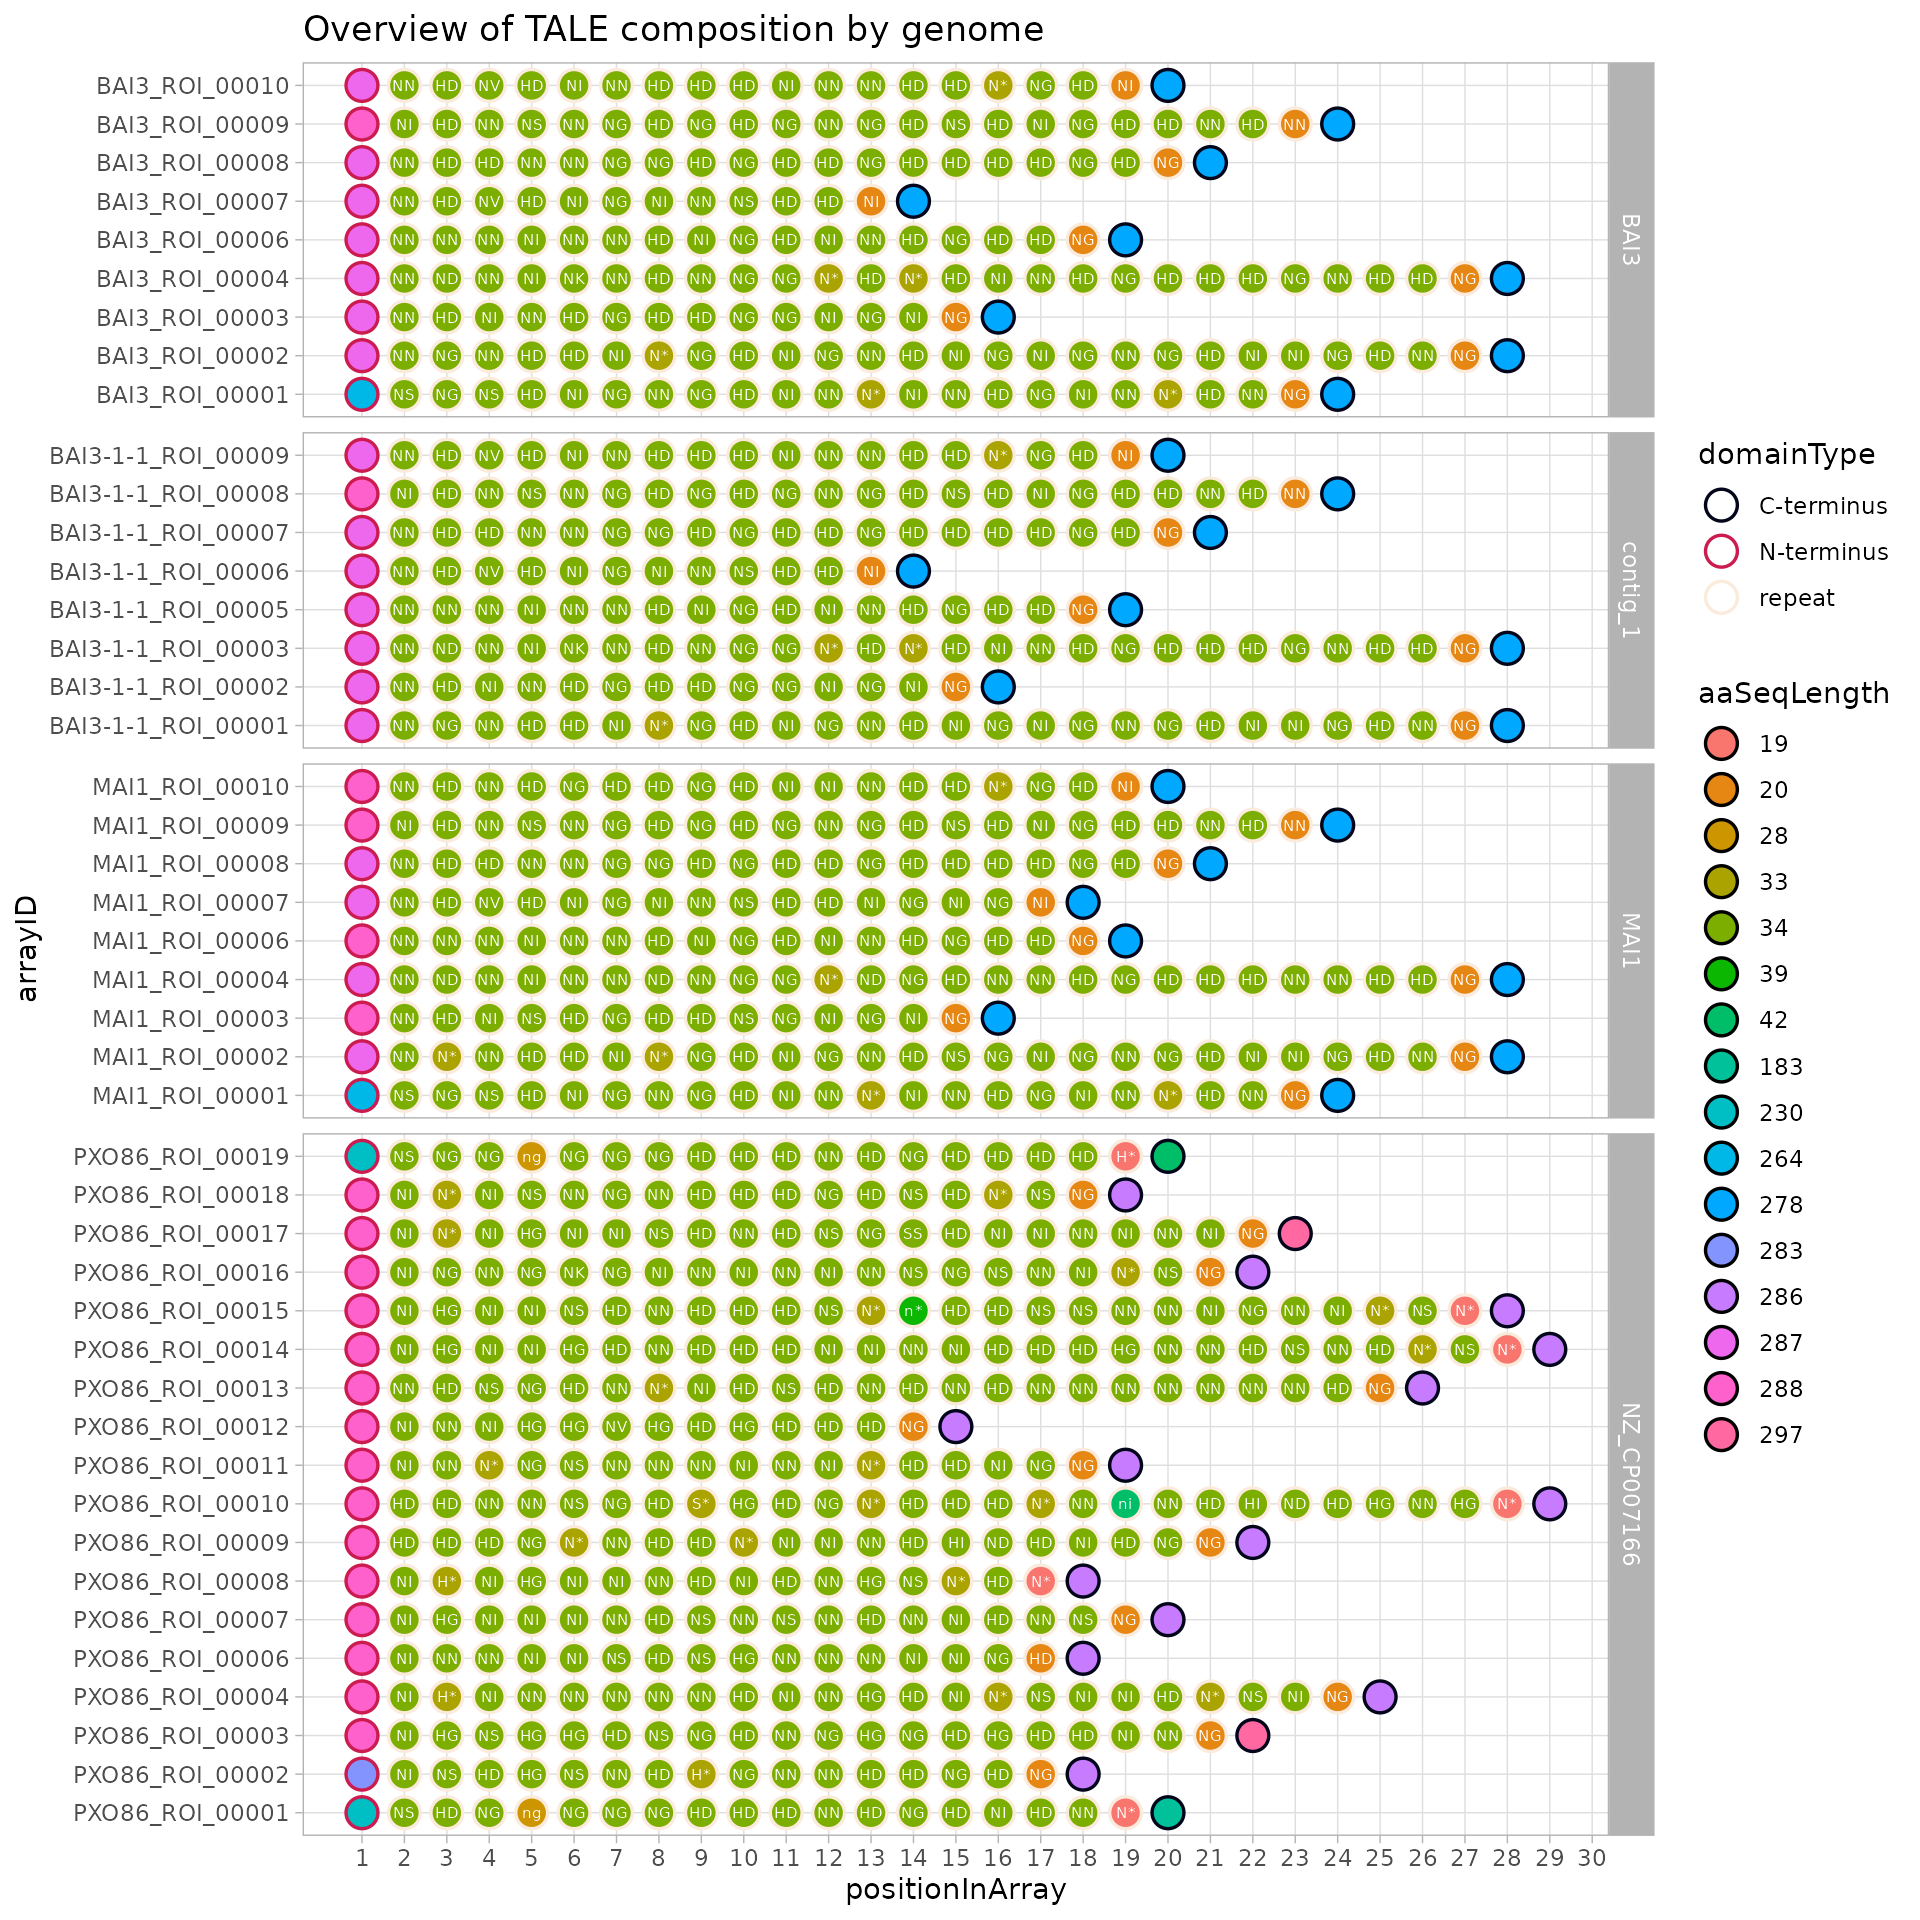 Overview of TALE composition by genome
BAI3_ROI_00010 NN HD NV HD NI NN HD HD HD NI NN NN HD HD N* NG HD NI
BAI3_ROI_00009 NI HD NN NS NN NG HD NG HD NG NN NG HD NS HD NI NG HD HD NN HD NN
BAI3_ROI_00008 NN HD HD NN NN NG NG HD NG HD HD NG HD HD HD HD NG HD NG
BAI3_ROI_00007 NN HD NV HD NI NG NI NN NS HD HD NI
BAI3_ROI_00006 NN NN NN NI NN NN HD NI NG HD NI NN HD NG HD HD NG
BAI3_ROI_00004 NN ND NN NI NK NN HD NN NG NG N* HD N* HD NI NN HD NG HD HD HD NG NN HD HD NG
BAI3_ROI_00003 NN HD NI NN HD NG HD HD NG NG NI NG NI NG
BAI3_ROI_00002 NN NG NN HD HD NI N* NG HD NI NG NN HD NI NG NI NG NN NG HD NI NI NG HD NN NG
BAI3_ROI_00001 NS NG NS HD NI NG NN NG HD NI NN N* NI NN HD NG NI NN N* HD NN NG
BAI3
BAI3-1-1_ROI_00009 NN HD NV HD NI NN HD HD HD NI NN NN HD HD N* NG HD NI
BAI3-1-1_ROI_00008 NI HD NN NS NN NG HD NG HD NG NN NG HD NS HD NI NG HD HD NN HD NN
BAI3-1-1_ROI_00007 NN HD HD NN NN NG NG HD NG HD HD NG HD HD HD HD NG HD NG
BAI3-1-1_ROI_00006 NN HD NV HD NI NG NI NN NS HD HD NI
BAI3-1-1_ROI_00005 NN NN NN NI NN NN HD NI NG HD NI NN HD NG HD HD NG
BAI3-1-1_ROI_00003 NN ND NN NI NK NN HD NN NG NG N* HD N* HD NI NN HD NG HD HD HD NG NN HD HD NG
BAI3-1-1_ROI_00002 NN HD NI NN HD NG HD HD NG NG NI NG NI NG
BAI3-1-1_ROI_00001 NN NG NN HD HD NI N* NG HD NI NG NN HD NI NG NI NG NN NG HD NI NI NG HD NN NG
contig_1
MAI1_ROI_00010 NN HD NN HD NG HD HD NG HD NI NI NN HD HD N* NG HD NI
MAI1_ROI_00009 NI HD NN NS NN NG HD NG HD NG NN NG HD NS HD NI NG HD HD NN HD NN
MAI1_ROI_00008 NN HD HD NN NN NG NG HD NG HD HD NG HD HD HD HD NG HD NG
MAI1_ROI_00007 NN HD NV HD NI NG NI NN NS HD HD NI NG NI NG NI
MAI1_ROI_00006 NN NN NN NI NN NN HD NI NG HD NI NN HD NG HD HD NG
MAI1_ROI_00004 NN ND NN NI NN NN ND NN NG NG N* ND NG HD NN NN HD NG HD HD HD NN NN HD HD NG
MAI1_ROI_00003 NN HD NI NS HD NG HD HD NS NG NI NG NI NG
MAI1_ROI_00002 NN N* NN HD HD NI N* NG HD NI NG NN HD NS NG NI NG NN NG HD NI NI NG HD NN NG
MAI1_ROI_00001 NS NG NS HD NI NG NN NG HD NI NN N* NI NN HD NG NI NN N* HD NN NG
MAI1
PXO86_ROI_00019 NS NG NG ng NG NG NG HD HD HD NN HD NG HD HD HD HD H*
PXO86_ROI_00018 NI N* NI NS NN NG NN HD HD HD NG HD NS HD N* NS NG
PXO86_ROI_00017 NI N* NI HG NI NI NS HD NN HD NS NG SS HD NI NI NN NI NN NI NG
PXO86_ROI_00016 NI NG NN NG NK NG NI NN NI NN NI NN NS NG NS NN NI N* NS NG
PXO86_ROI_00015 NI HG NI NI NS HD NN HD HD HD NS N* n* HD HD NS NS NN NN NI NG NN NI N* NS N*
PXO86_ROI_00014 NI HG NI NI HG HD NN HD HD HD NI NI NN NI HD HD HD HG NN NN HD NS NN HD N* NS N*
PXO86_ROI_00013 NN HD NS NG HD NN N* NI HD NS HD NN HD NN HD NN NN NN NN NN NN NN HD NG
PXO86_ROI_00012 NI NN NI HG HG NV HG HD HG HD HD HD NG
PXO86_ROI_00011 NI NN N* NG NS NN NN NN NI NN NI N* HD HD NI NG NG
PXO86_ROI_00010 HD HD NN NN NS NG HD S* HG HD NG N* HD HD HD N* NN ni NN HD HI ND HD HG NN HG N*
PXO86_ROI_00009 HD HD HD NG N* NN HD HD N* NI NI NN HD HI ND HD NI HD NG NG
PXO86_ROI_00008 NI H* NI HG NI NI NN HD NI HD NN HG NS N* HD N*
PXO86_ROI_00007 NI HG NI NI NI NN HD NS NN NS NN HD NN NI HD NN NS NG
PXO86_ROI_00006 NI NN NN NI NI NS HD NS HG NN NN NN NI NI NG HD
PXO86_ROI_00004 NI H* NI NN NN NN NN NN HD NI NN HG HD NI N* NS NI NI HD N* NS NI NG
PXO86_ROI_00003 NI HG NS HG HG HD NS NG HD NN NG HG NG HD HG HD HD NI NN NG
PXO86_ROI_00002 NI NS HD HG NS NN HD H* NG NN NN HD HD NG HD NG
PXO86_ROI_00001 NS HD NG ng NG NG NG HD HD HD NN HD NG HD NI HD NN N*
NZ_CP007166
1 2 3 4 5 6 7 8 9 10 11 12 13 14 15 16 17 18 19 20 21 22 23 24 25 26 27 28 29 30
positionInArray
arrayID
domainType
C-terminus
N-terminus
repeat
aaSeqLength
19
20
28
33
34
39
42
183
230
264
278
283
286
287
288
297